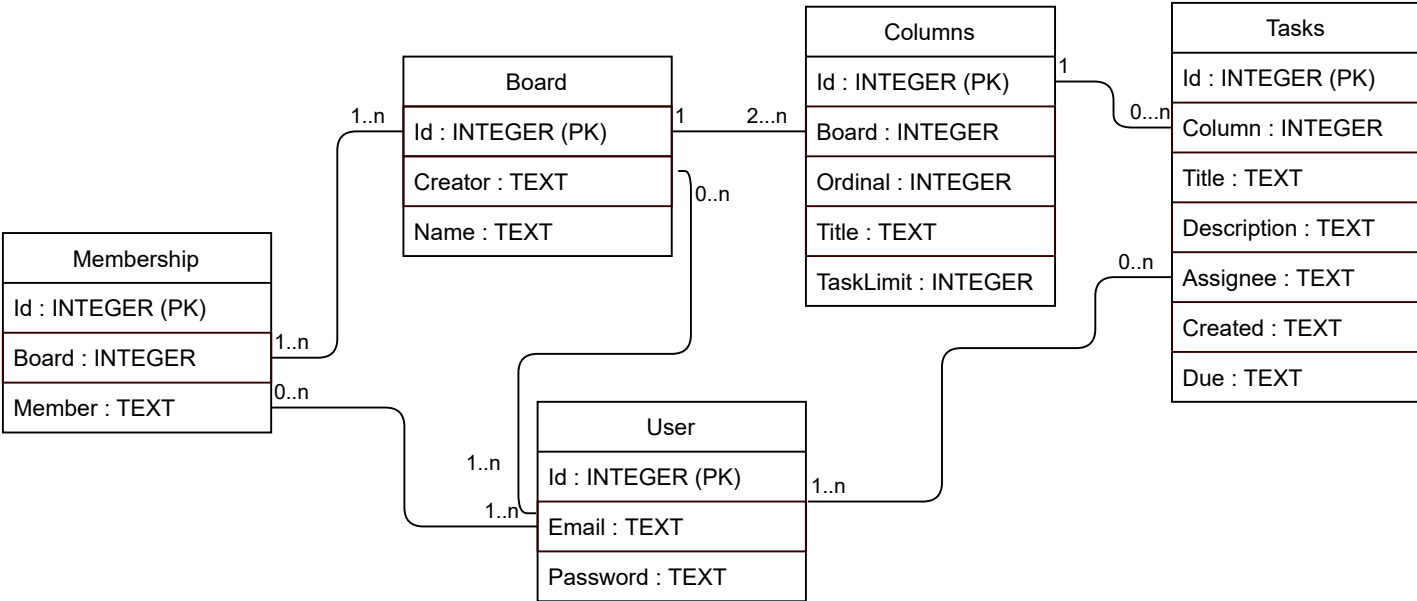 Board
Id : INTEGER (PK)
Creator : TEXT
Name : TEXT
Columns
Id : INTEGER (PK)
Board : INTEGER
Ordinal : INTEGER
Title : TEXT
TaskLimit : INTEGER
Tasks
Id : INTEGER (PK)
Column : INTEGER
Title : TEXT
Description : TEXT
Assignee : TEXT
Created : TEXT
Due : TEXT
Membership
Id : INTEGER (PK)
Board : INTEGER
Member : TEXT
User
Id : INTEGER (PK)
Email : TEXT
Password : TEXT
1..n
1
2...n
1
0...n
0..n
0..n
1..n
0..n
1..n
1..n
1..n